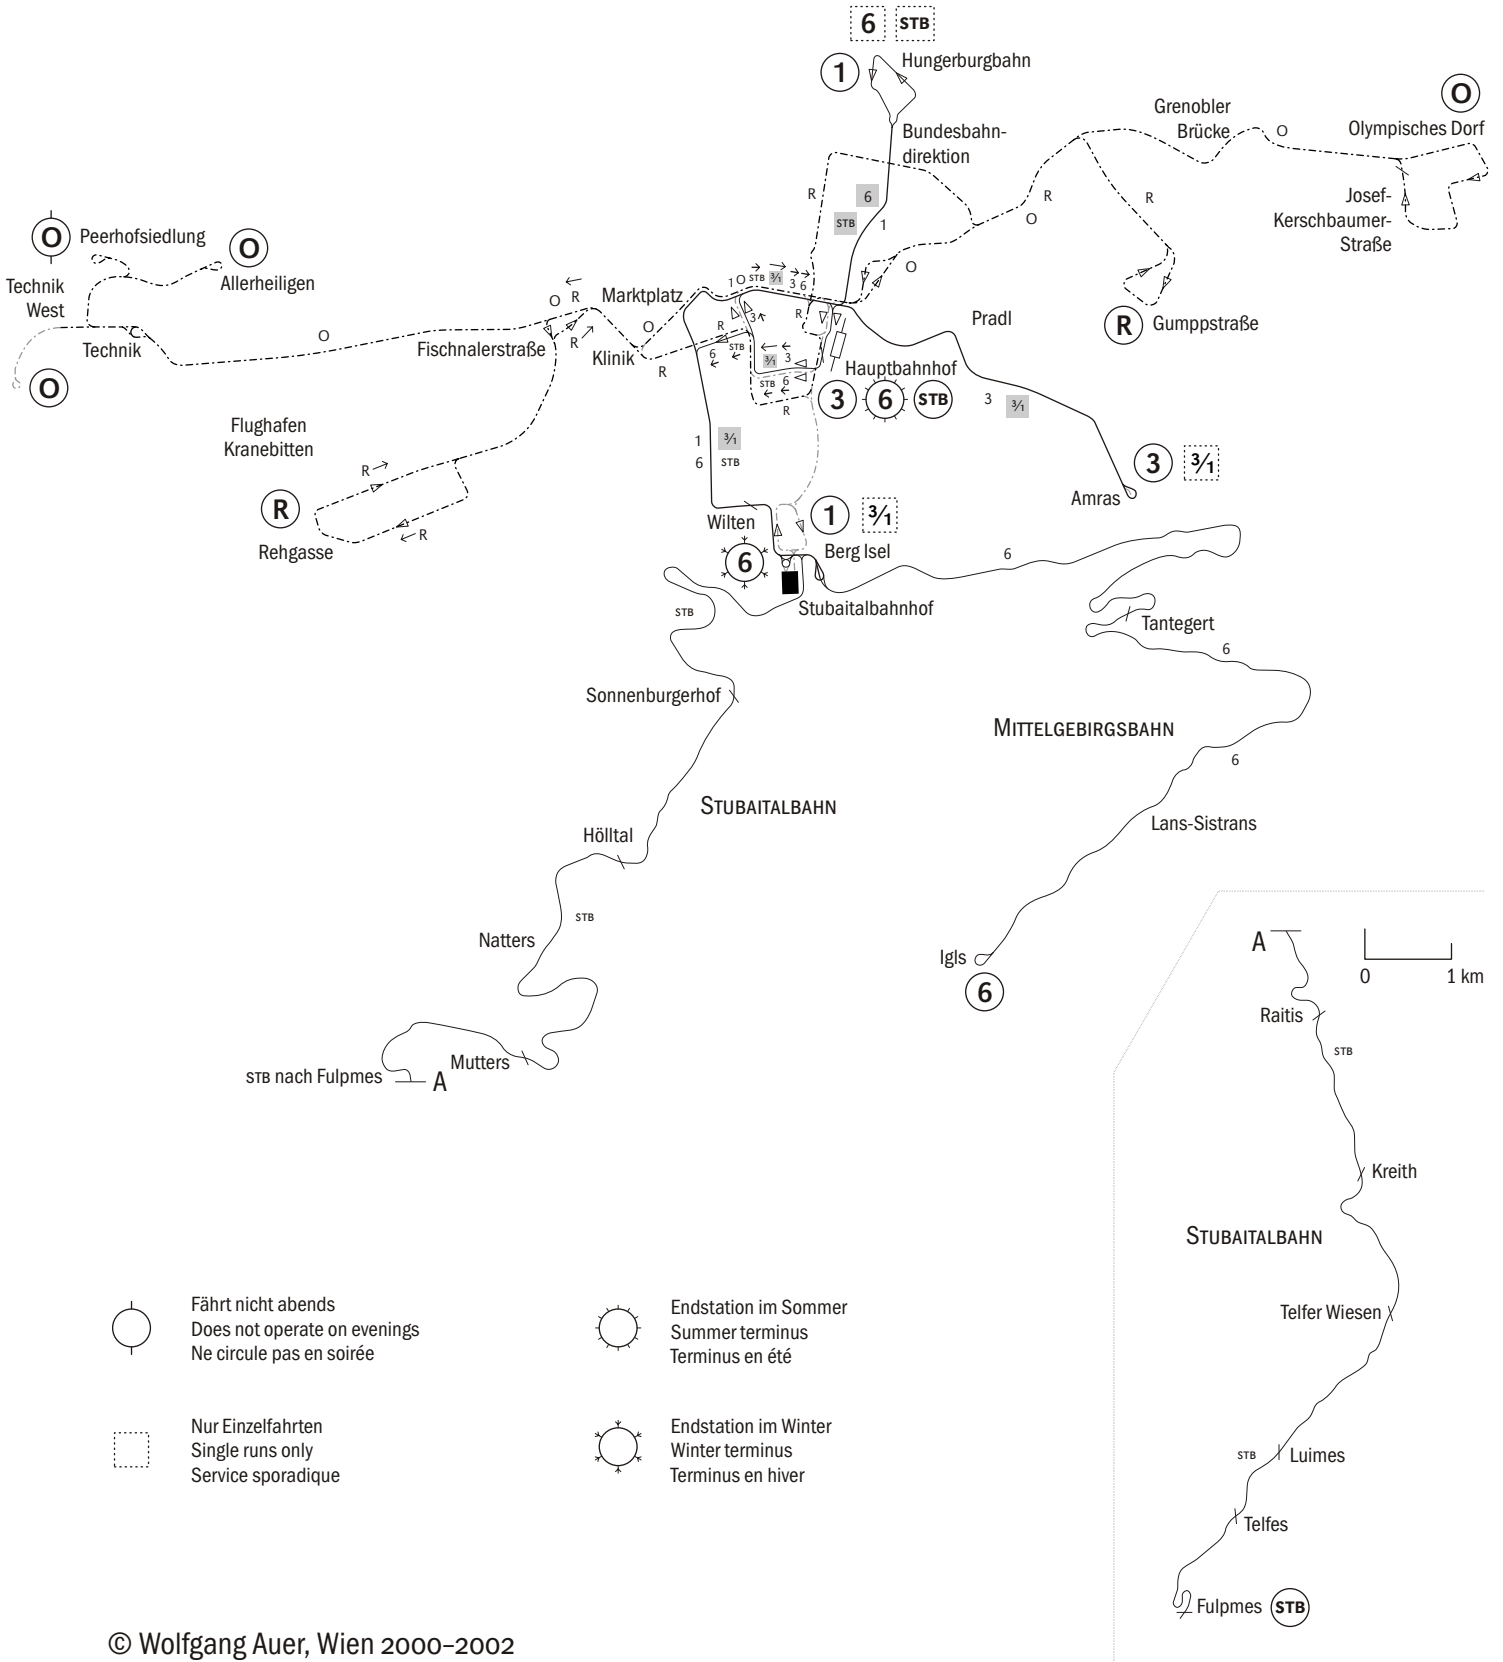 6 STB
1 Hungerburgbahn
Bundesbahn-
direktion
Grenobler
Brücke
O
O
Olympisches Dorf
Josef-
Kerschbaumer-
Straße
R
6
STB
1
R
O
R
O
O Peerhofsiedlung
O
Allerheiligen
Technik
West
Technik
O
O
Fischnalerstraße
O R
R
Klinik
O
R
Marktplatz
1 O STB 3/1 3 6
R
3
R
STB
6
3/1 3
STB 6
R
Hauptbahnhof
3 6 STB
Pradl
R Gumppstraße
3 3/1
3 3/1
Amras
Flughafen
Kranebitten
R
R
R
Rehgasse
1 3/1
6 STB
Wilten
1 3/1
6
Berg Isel
Stubaitalbahnhof
6
Tantegert
6
STB
Sonnenburgerhof
MITTELGEBIRGSBAHN
6
STUBAITALBAHN
Lans-Sistrans
Hölltal
STB
Natters
Igls
6
Mutters
STB nach Fulpmes A
A
0 1 km
Raitis
STB
Kreith
STUBAITALBAHN
Telfer Wiesen
STB Luimes
Telfes
Fulpmes STB
Fährt nicht abends
Does not operate on evenings
Ne circule pas en soirée
Endstation im Sommer
Summer terminus
Terminus en été
Nur Einzelfahrten
Single runs only
Service sporadique
Endstation im Winter
Winter terminus
Terminus en hiver
© Wolfgang Auer, Wien 2000–2002